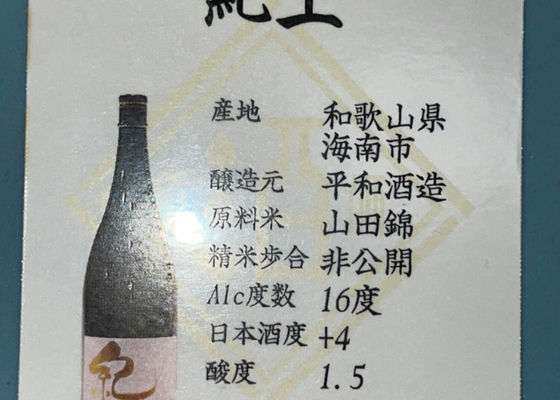 紀土
産地 和歌山県
海南市
醸造元 平和酒造
原料米 山田錦
精米歩合 非公開
Alc度数 16度
日本酒度 +4
酸度 1.5
紀